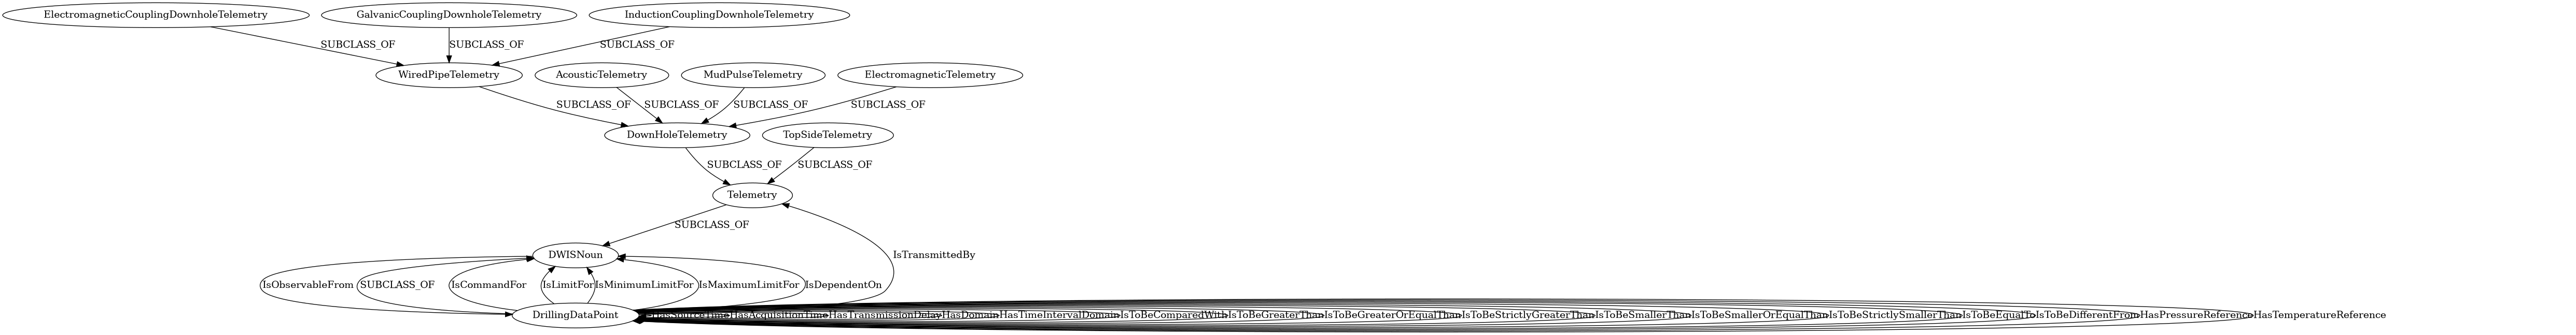 ElectromagneticCouplingDownholeTelemetry GalvanicCouplingDownholeTelemetry InductionCouplingDownholeTelemetry
SUBCLASS_OF SUBCLASS_OF SUBCLASS_OF
WiredPipeTelemetry AcousticTelemetry MudPulseTelemetry ElectromagneticTelemetry
SUBCLASS_OF SUBCLASS_OF SUBCLASS_OF SUBCLASS_OF
DownHoleTelemetry TopSideTelemetry
SUBCLASS_OF SUBCLASS_OF
Telemetry
SUBCLASS_OF
DWISNoun IsTransmittedBy
IsObservableFrom SUBCLASS_OF IsCommandFor IsLimitFor IsMinimumLimitFor IsMaximumLimitFor IsDependentOn
DrillingDataPoint HasSourceTime HasAcquisitionTime HasTransmissionDelay HasDomain HasTimeIntervalDomain IsToBeComparedWith IsToBeGreaterThan IsToBeGreaterOrEqualThan IsToBeStrictlyGreaterThan IsToBeSmallerThan IsToBeSmallerOrEqualThan IsToBeStrictlySmallerThan IsToBeEqualTo IsToBeDifferentFrom HasPressureReference HasTemperatureReference